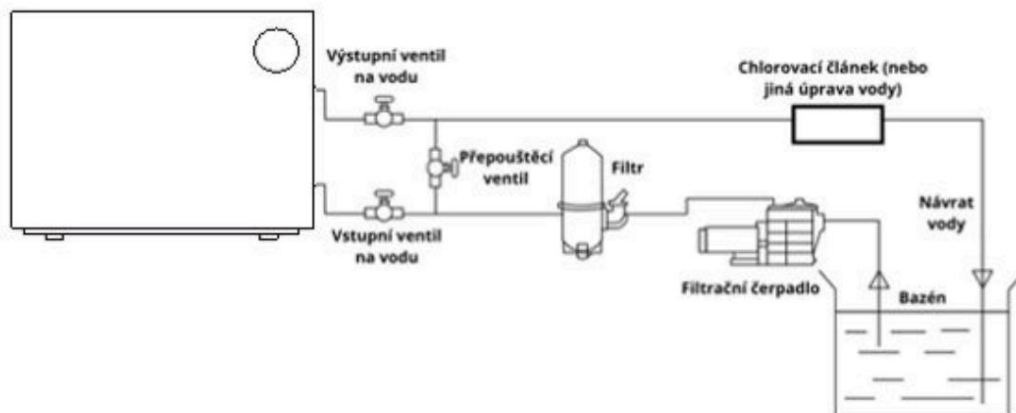 Výstupní ventil
na vodu
Chlorovací článek (nebo
jiná úprava vody)
Přepouštěcí
ventil
Filtr
Návrat
vody
Vstupní ventil
na vodu
Filtrační čerpadlo
Bazén